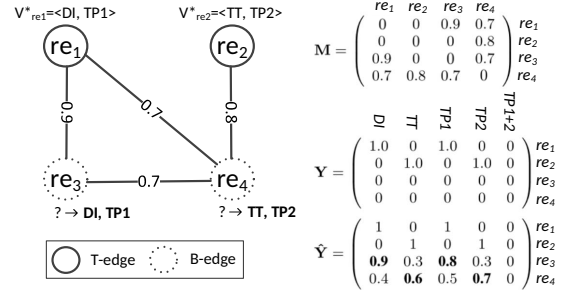 V*re1=<DI, TP1>
V*re2=<TT, TP2>
re1
re2
0.9
0.7
0.8
re3
0.7
re4
? → DI, TP1
? → TT, TP2
T-edge
B-edge
re1 re2 re3 re4
M =
0 0 0.9 0.7 re1
0 0 0 0.8 re2
0.9 0 0 0.7 re3
0.7 0.8 0.7 0 re4
DI TT TP1 TP2 TP1+2
Y =
1.0 0 1.0 0 0 re1
0 1.0 0 1.0 0 re2
0 0 0 0 0 re3
0 0 0 0 0 re4
Ŷ =
1 0 1 0 0 re1
0 1 0 1 0 re2
0.9 0.3 0.8 0.3 0 re3
0.4 0.6 0.5 0.7 0 re4